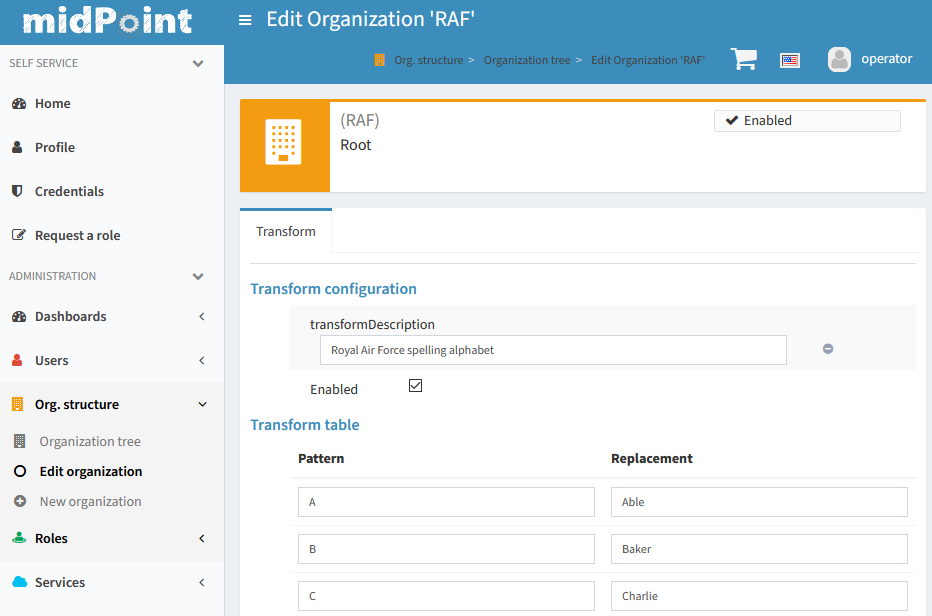 midPoint
Edit Organization 'RAF'
Org. structure > Organization tree > Edit Organization 'RAF'
operator
SELF SERVICE
Home
Profile
Credentials
Request a role
ADMINISTRATION
Dashboards
Users
Org. structure
Organization tree
Edit organization
New organization
Roles
Services
(RAF)
Root
Enabled
Transform
Transform configuration
transformDescription
Royal Air Force spelling alphabet
Enabled
Transform table
Pattern Replacement
A Able
B Baker
C Charlie